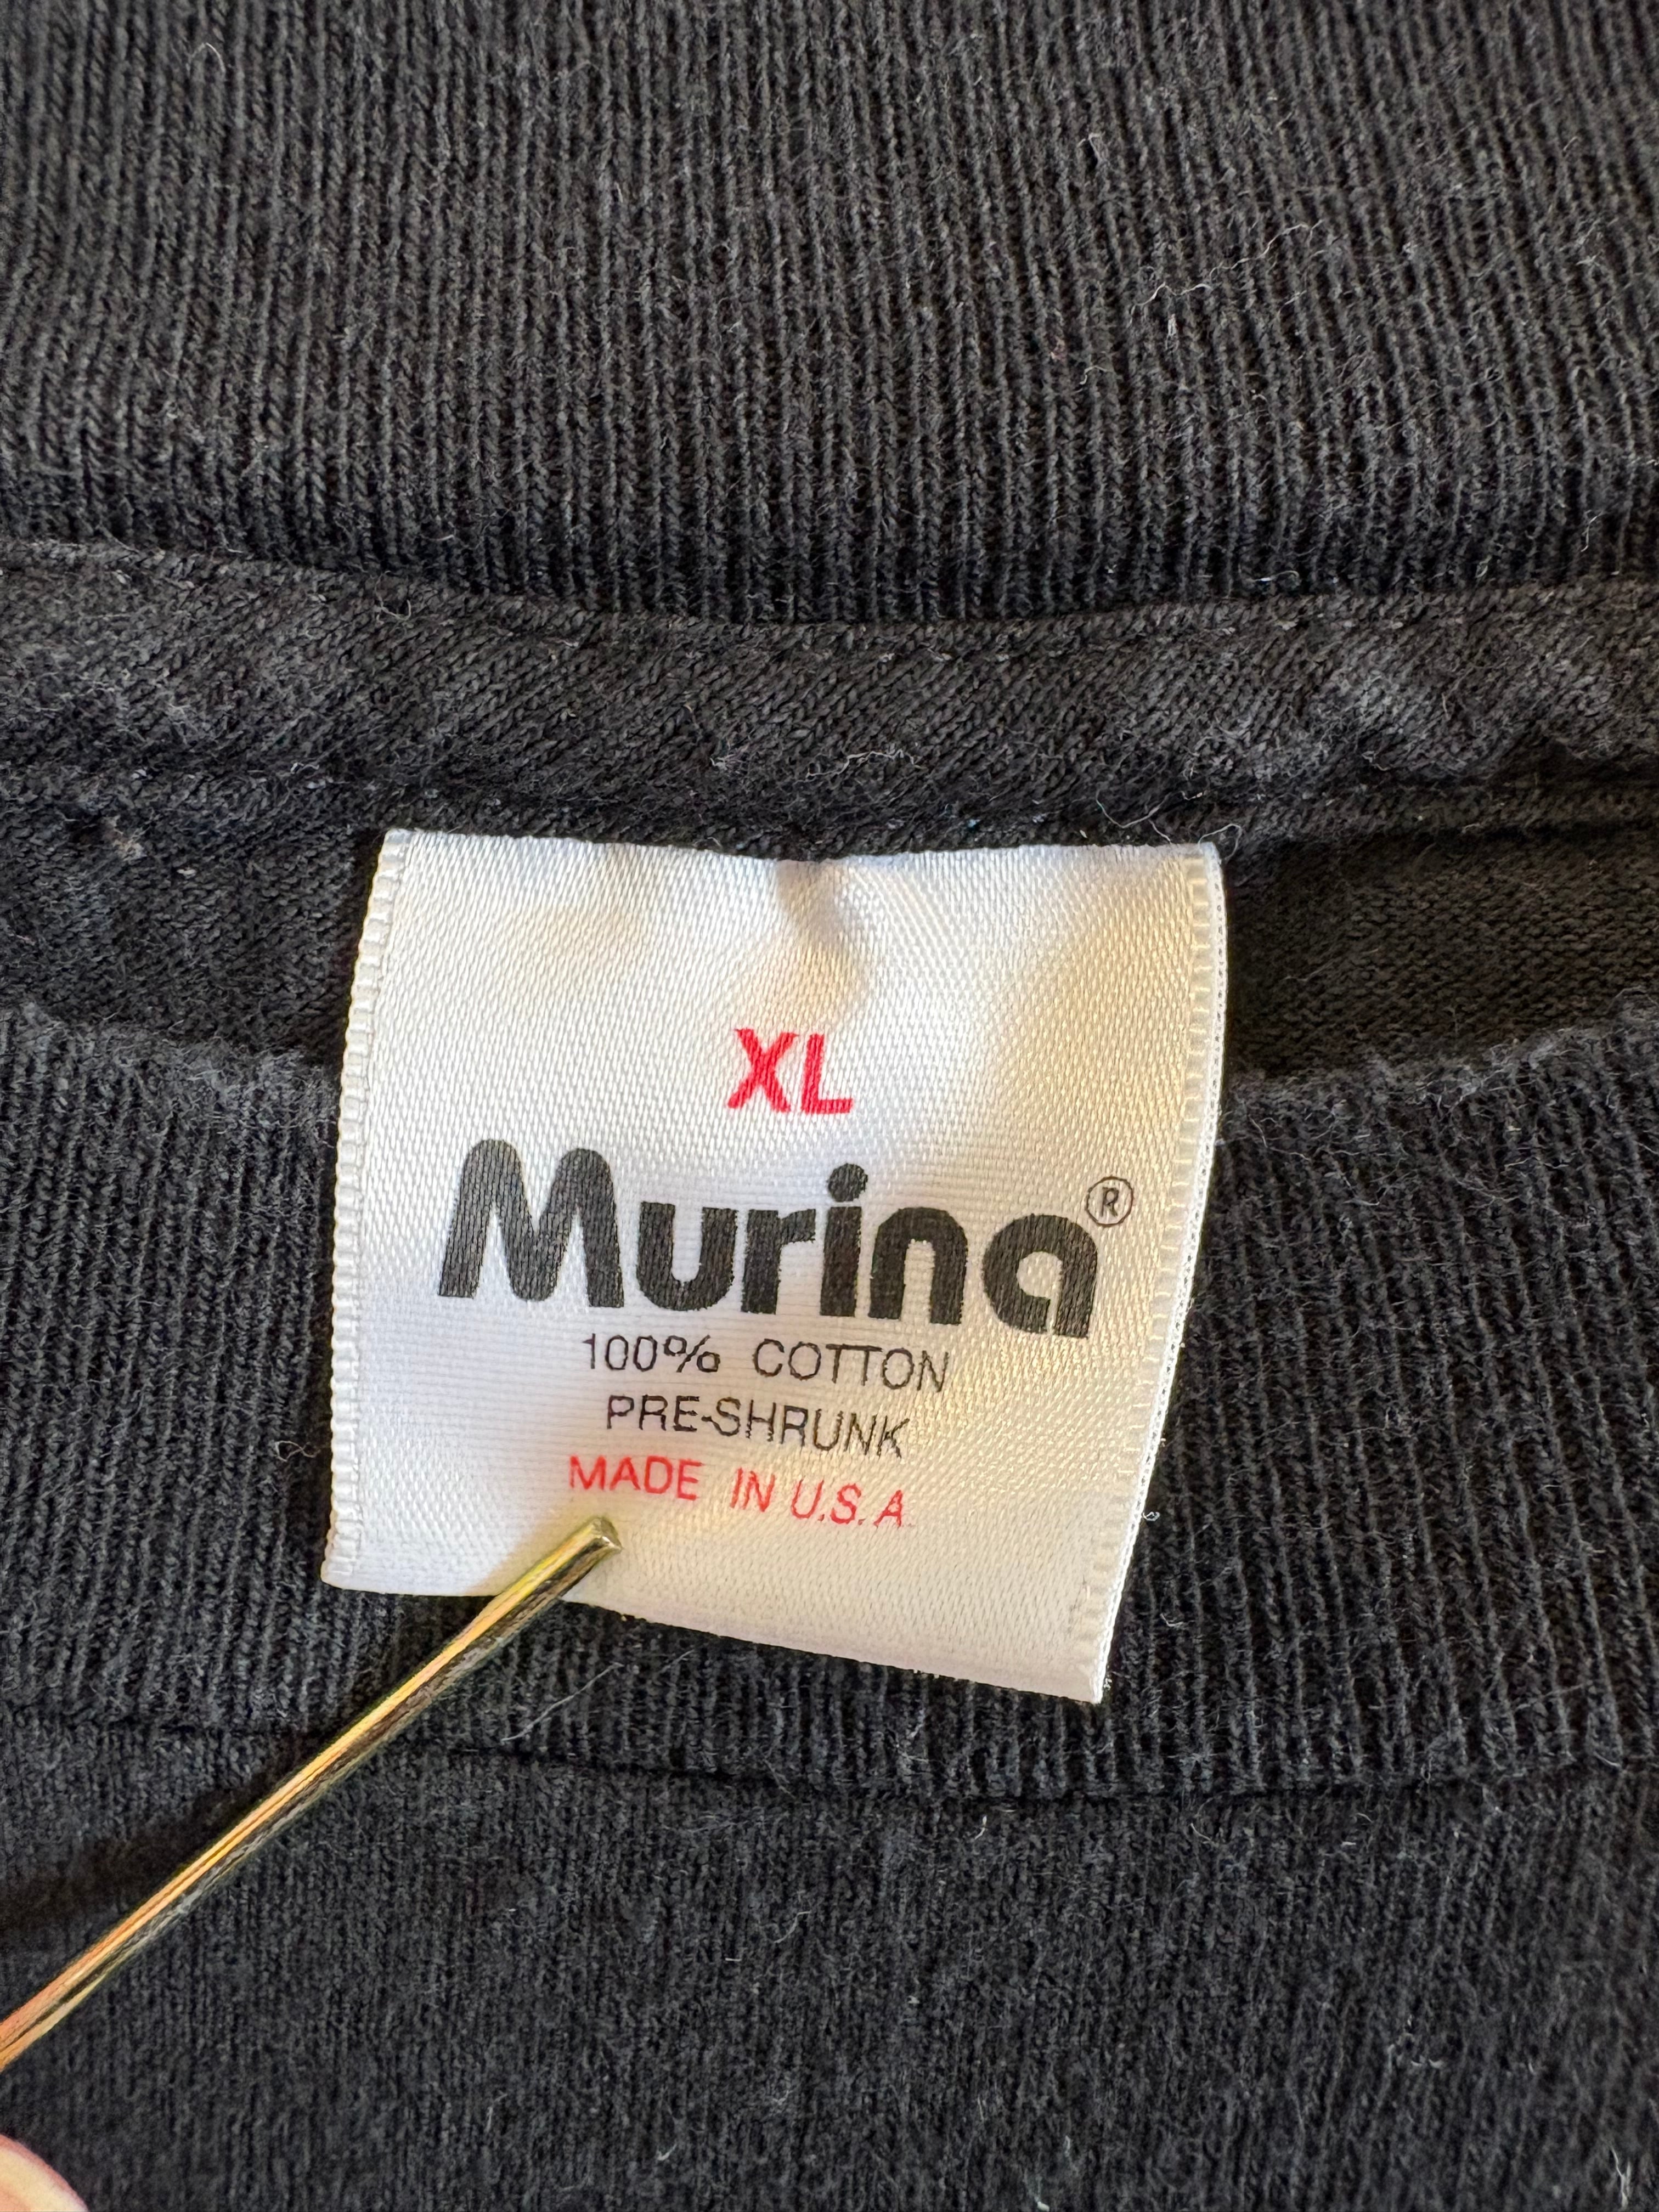 XL
Murina®
100% COTTON
PRE-SHRUNK
MADE IN U.S.A.